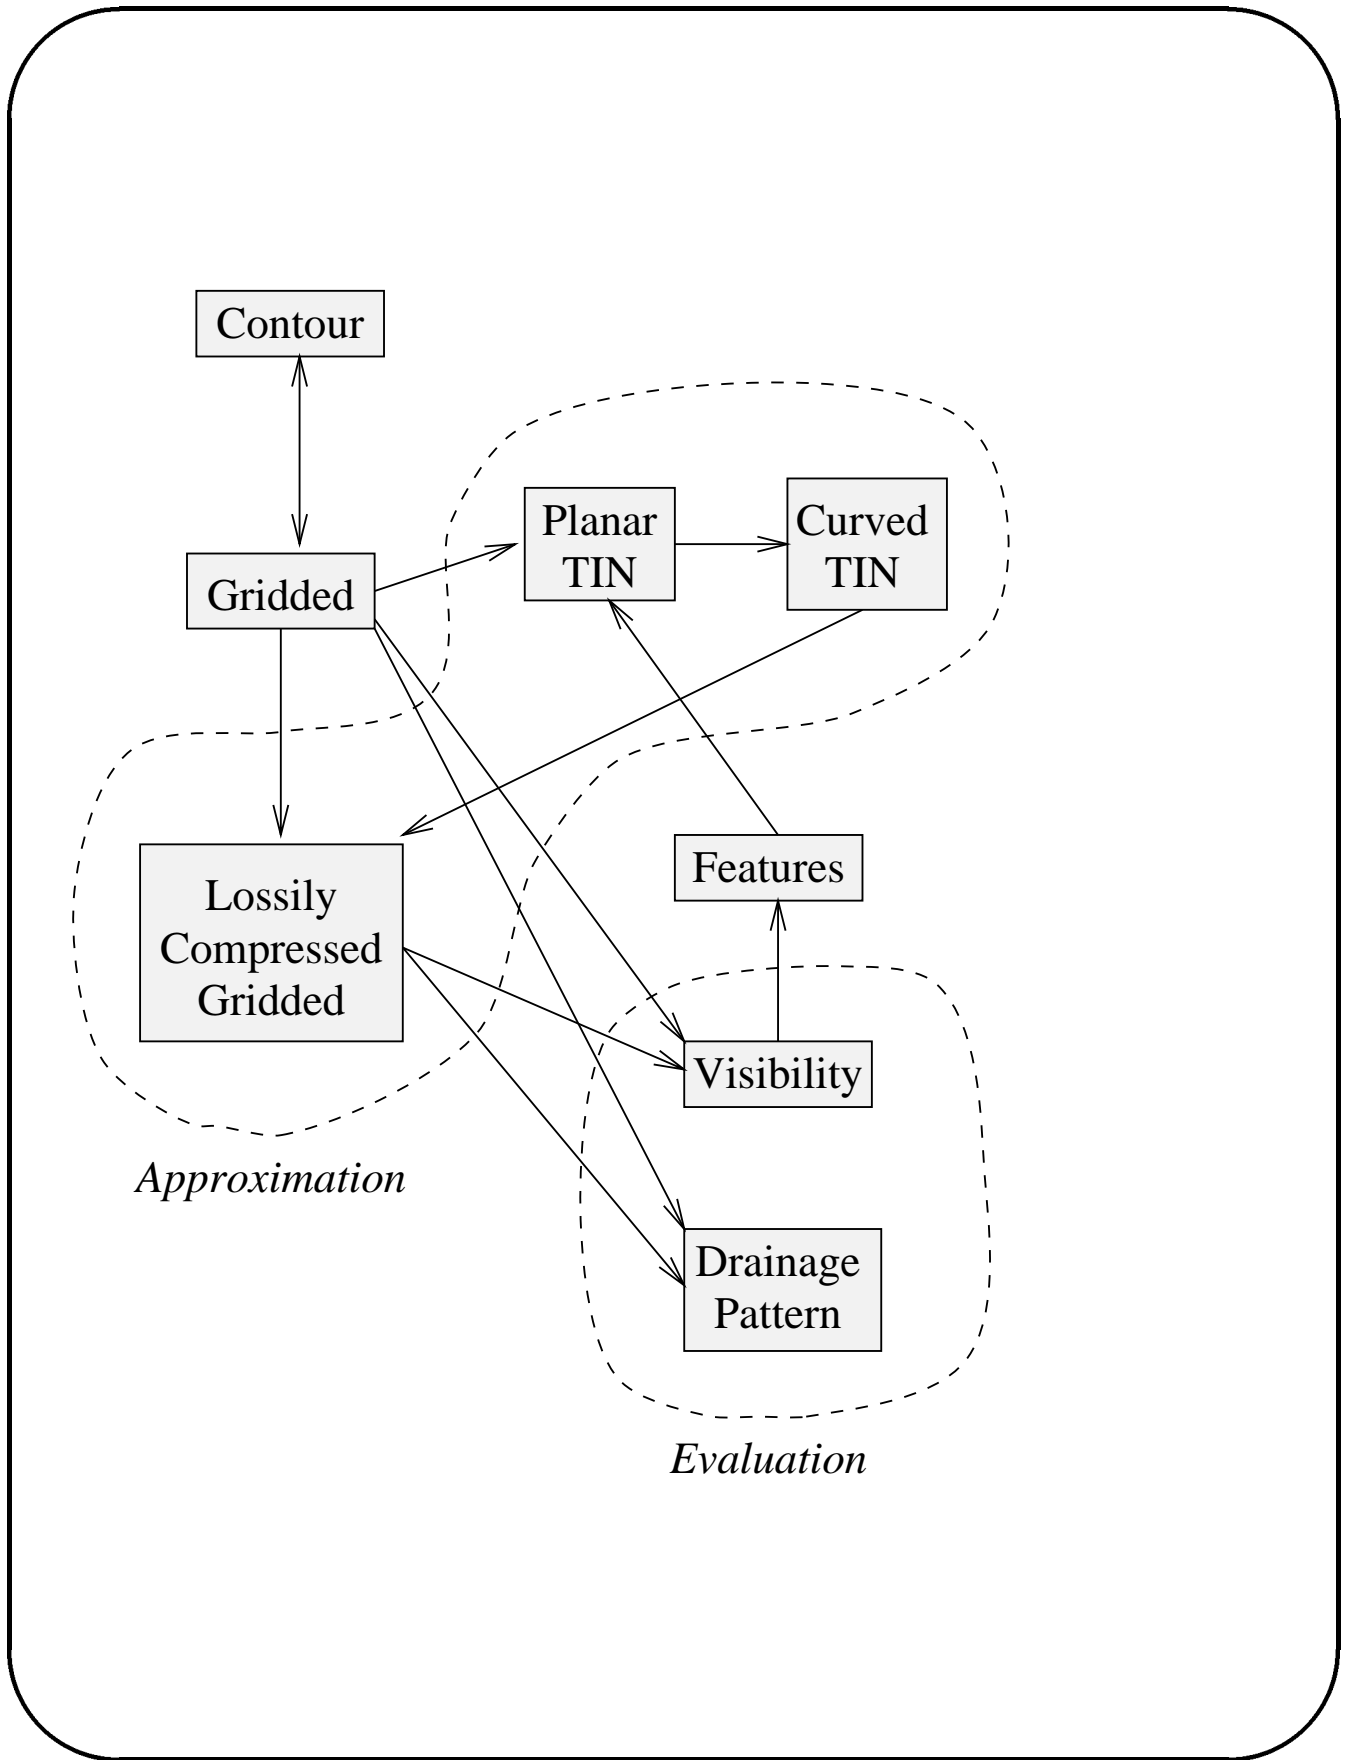 Contour
Planar
TIN
Curved
TIN
Gridded
Features
Lossily
Compressed
Gridded
Visibility
Approximation
Drainage
Pattern
Evaluation